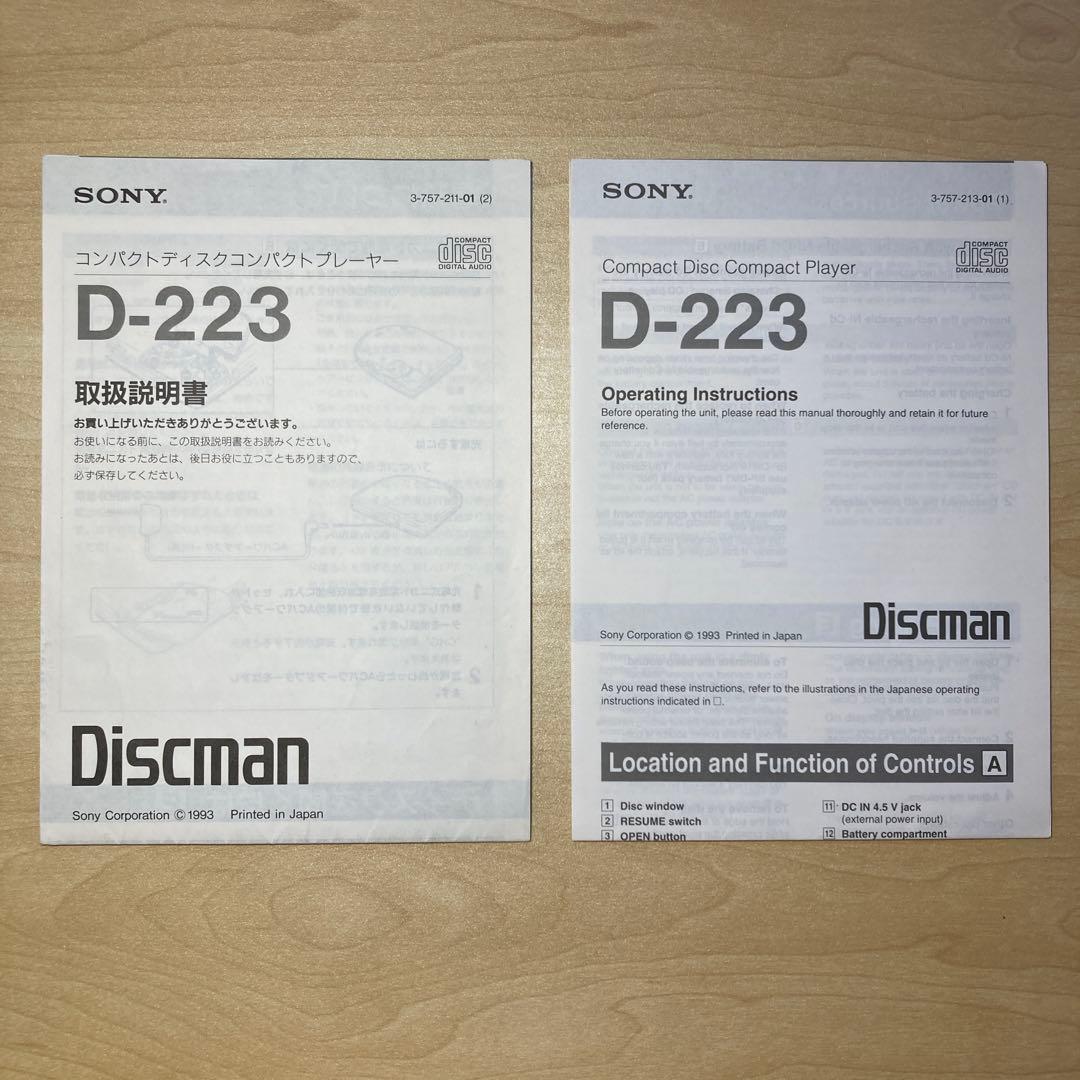 SONY®
3-757-211-01 (2)
COMPACT
disc
DIGITAL AUDIO
コンパクトディスクコンパクトプレーヤー
D-223
取扱説明書
お買い上げいただきありがとうございます。
お使いになる前に、この取扱説明書をお読みください。
お読みになったあとは、後日お役に立つこともありますので、
必ず保存してください。
Discman
Sony Corporation © 1993 Printed in Japan
SONY®
3-757-213-01 (1)
COMPACT
disc
DIGITAL AUDIO
Compact Disc Compact Player
D-223
Operating Instructions
Before operating the unit, please read this manual thoroughly and retain it for future
reference.
Discman
Sony Corporation © 1993 Printed in Japan
As you read these instructions, refer to the illustrations in the Japanese operating
instructions indicated in □.
Location and Function of Controls A
1 Disc window
2 RESUME switch
3 OPEN button
11 DC IN 4.5 V jack
(external power input)
12 Battery compartment